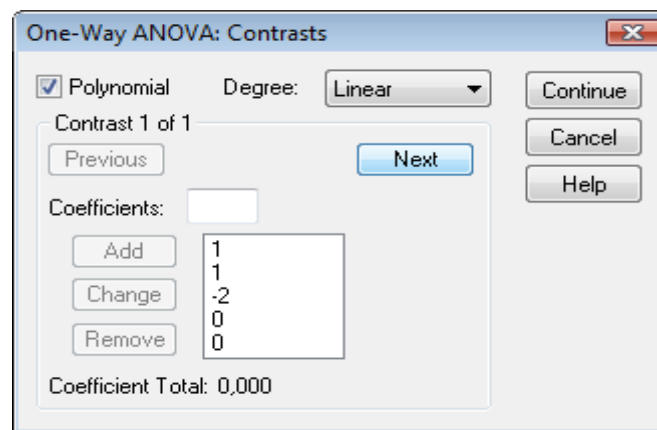 One-Way ANOVA: Contrasts
Polynomial Degree: Linear Continue
Contrast 1 of 1
Cancel
Previous Next
Help
Coefficients:
Add 1
1
Change -2
0
Remove 0
Coefficient Total: 0,000